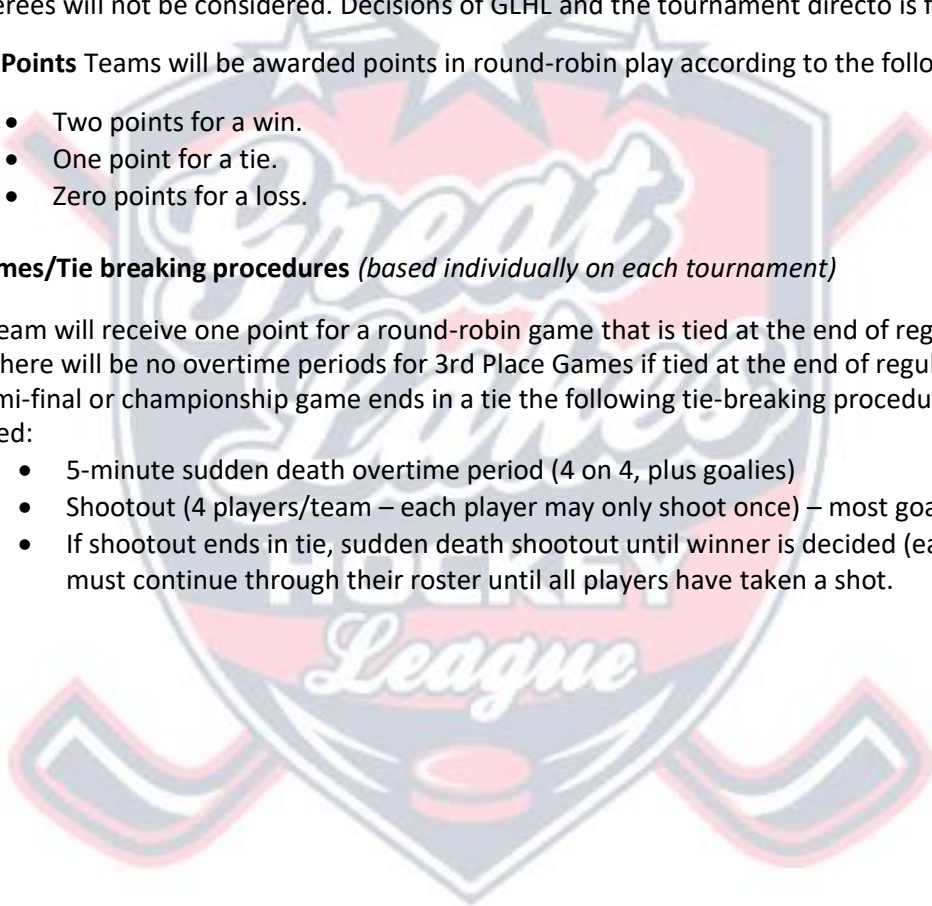 erees will not be considered. Decisions of GLHL and the tournament directo is f
Points Teams will be awarded points in round-robin play according to the follo
• Two points for a win.
• One point for a tie.
• Zero points for a loss.
mes/Tie breaking procedures (based individually on each tournament)
eam will receive one point for a round-robin game that is tied at the end of reg
here will be no overtime periods for 3rd Place Games if tied at the end of regul
mi-final or championship game ends in a tie the following tie-breaking procedu
ed:
• 5-minute sudden death overtime period (4 on 4, plus goalies)
• Shootout (4 players/team – each player may only shoot once) – most goa
• If shootout ends in tie, sudden death shootout until winner is decided (ea
must continue through their roster until all players have taken a shot.
Great
Lakes
HOCKEY
League